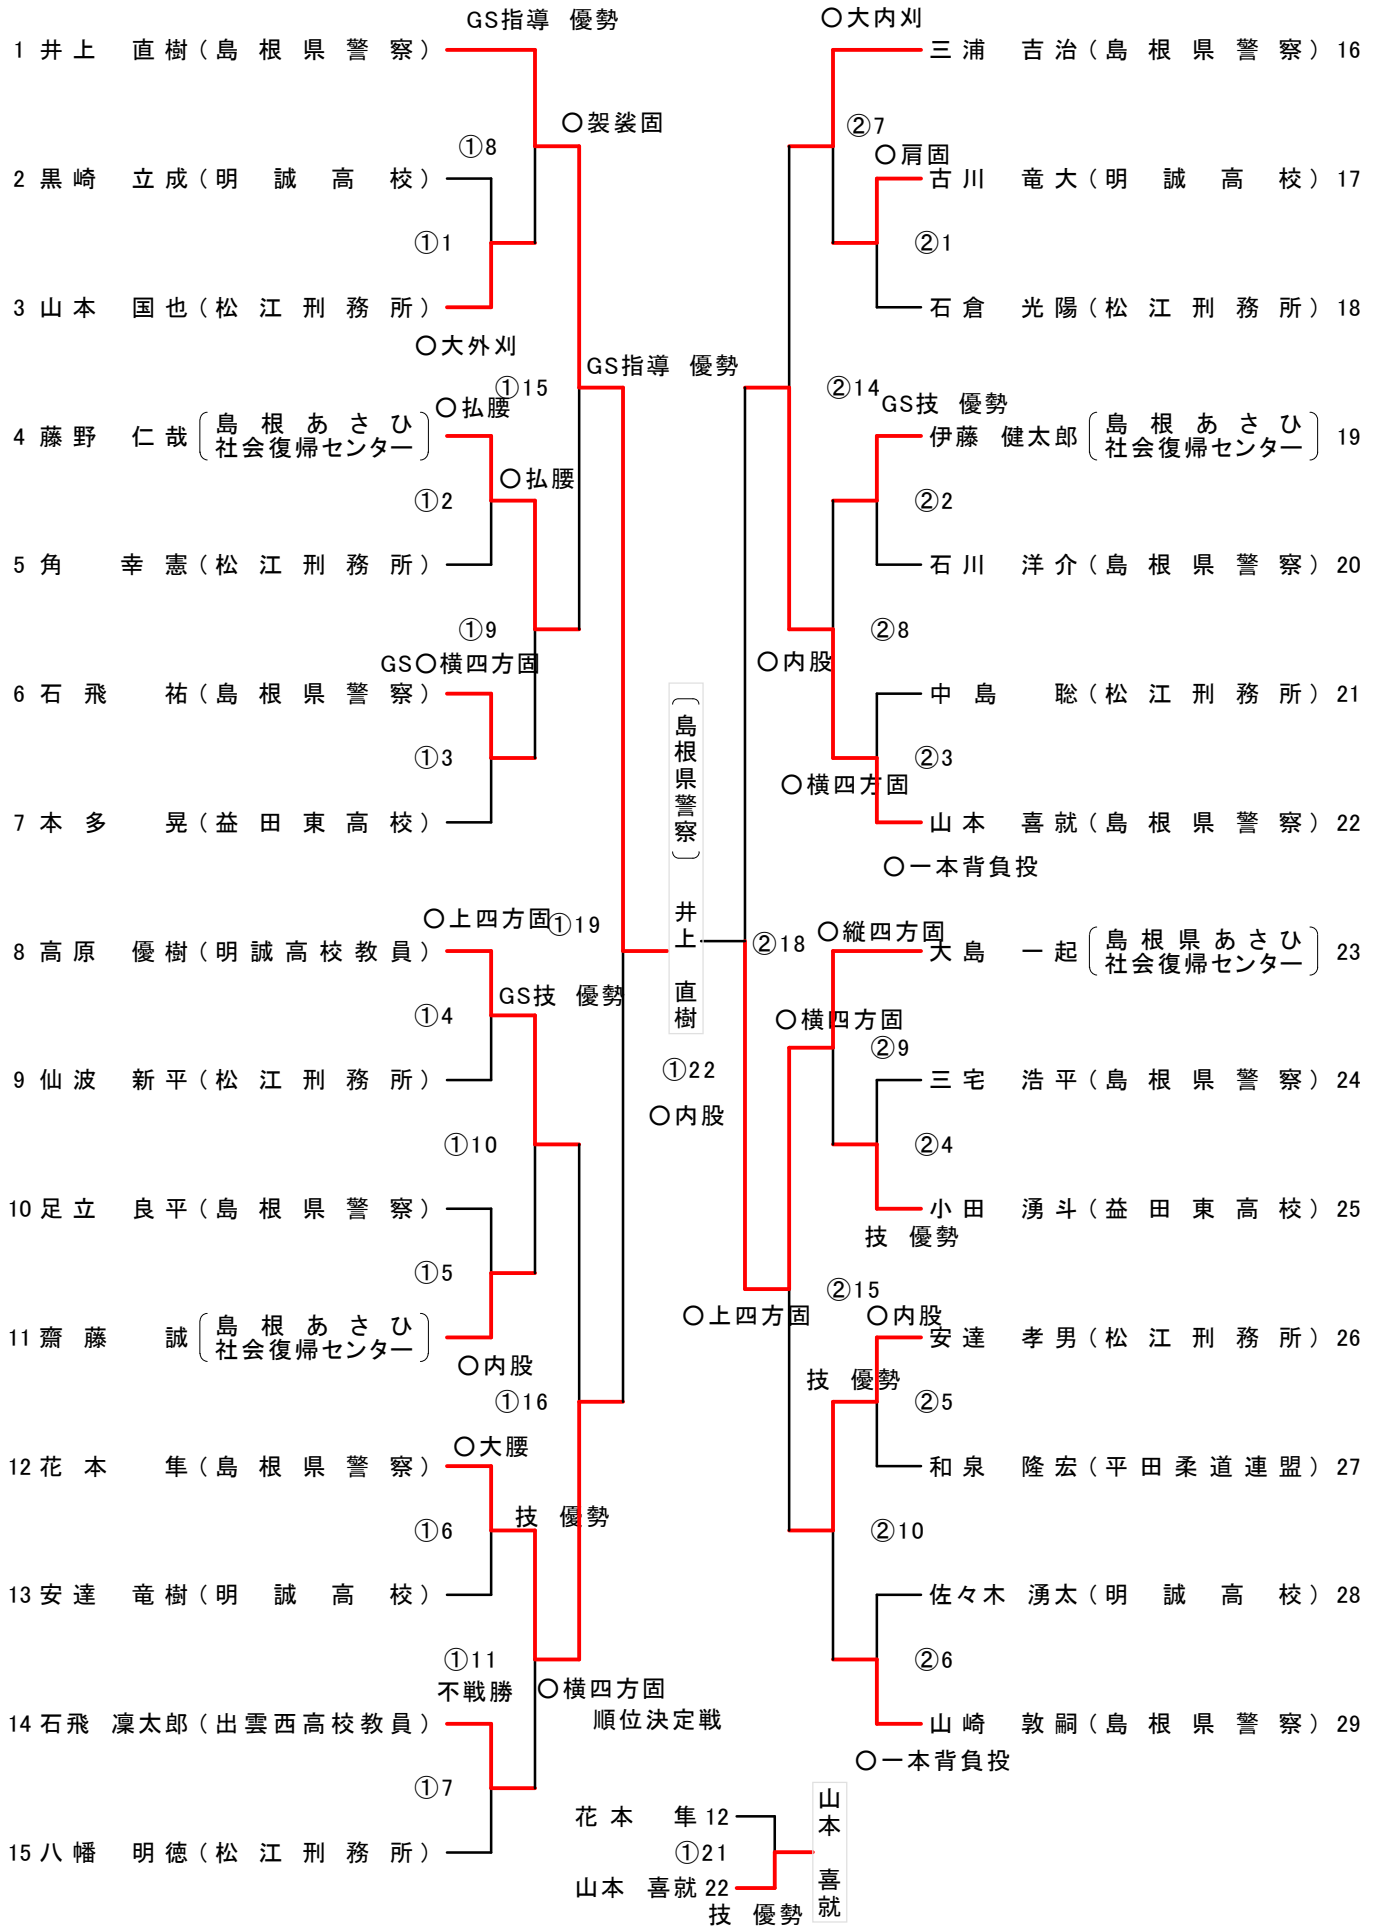 GS指導 優勢
1 井上 直樹(島根県警察)
①8
〇袈裟固
2 黒崎 立成(明誠高校)
①1
3 山本 国也(松江刑務所)
〇大外刈
①15
GS指導 優勢
〇払腰
4 藤野 仁哉(島根あさひ
社会復帰センター)
〇払腰
①2
5 角 幸憲(松江刑務所)
①9
GS〇横四方固
6 石飛 祐(島根県警察)
①3
7 本多 晃(益田東高校)
〇上四方固
①19
8 高原 優樹(明誠高校教員)
GS技 優勢
①4
9 仙波 新平(松江刑務所)
①10
10 足立 良平(島根県警察)
①5
11 齋藤 誠(島根あさひ
社会復帰センター)
〇内股
①16
〇大腰
12 花本 隼(島根県警察)
技 優勢
①6
13 安達 竜樹(明誠高校)
①11
不戦勝
〇横四方固
14 石飛 凜太郎(出雲西高校教員)
①7
15 八幡 明徳(松江刑務所)
(島根県警察)
井上 直樹
①22
〇内股
〇大内刈
三浦 吉治(島根県警察) 16
②7
〇肩固
古川 竜大(明誠高校) 17
②1
石倉 光陽(松江刑務所) 18
②14
GS技 優勢
伊藤 健太郎(島根あさひ
社会復帰センター) 19
②2
石川 洋介(島根県警察) 20
②8
〇内股
中島 聡(松江刑務所) 21
②3
〇横四方固
山本 喜就(島根県警察) 22
〇一本背負投
②18
〇縦四方固
大島 一起(島根県あさひ
社会復帰センター) 23
〇横四方固
②9
三宅 浩平(島根県警察) 24
②4
小田 湧斗(益田東高校) 25
技 優勢
②15
〇上四方固
〇内股
安達 孝男(松江刑務所) 26
技 優勢
②5
和泉 隆宏(平田柔道連盟) 27
②10
佐々木 湧太(明誠高校) 28
②6
山崎 敦嗣(島根県警察) 29
〇一本背負投
順位決定戦
花本 隼 12
①21
山本 喜就 22
技 優勢
山本 喜就